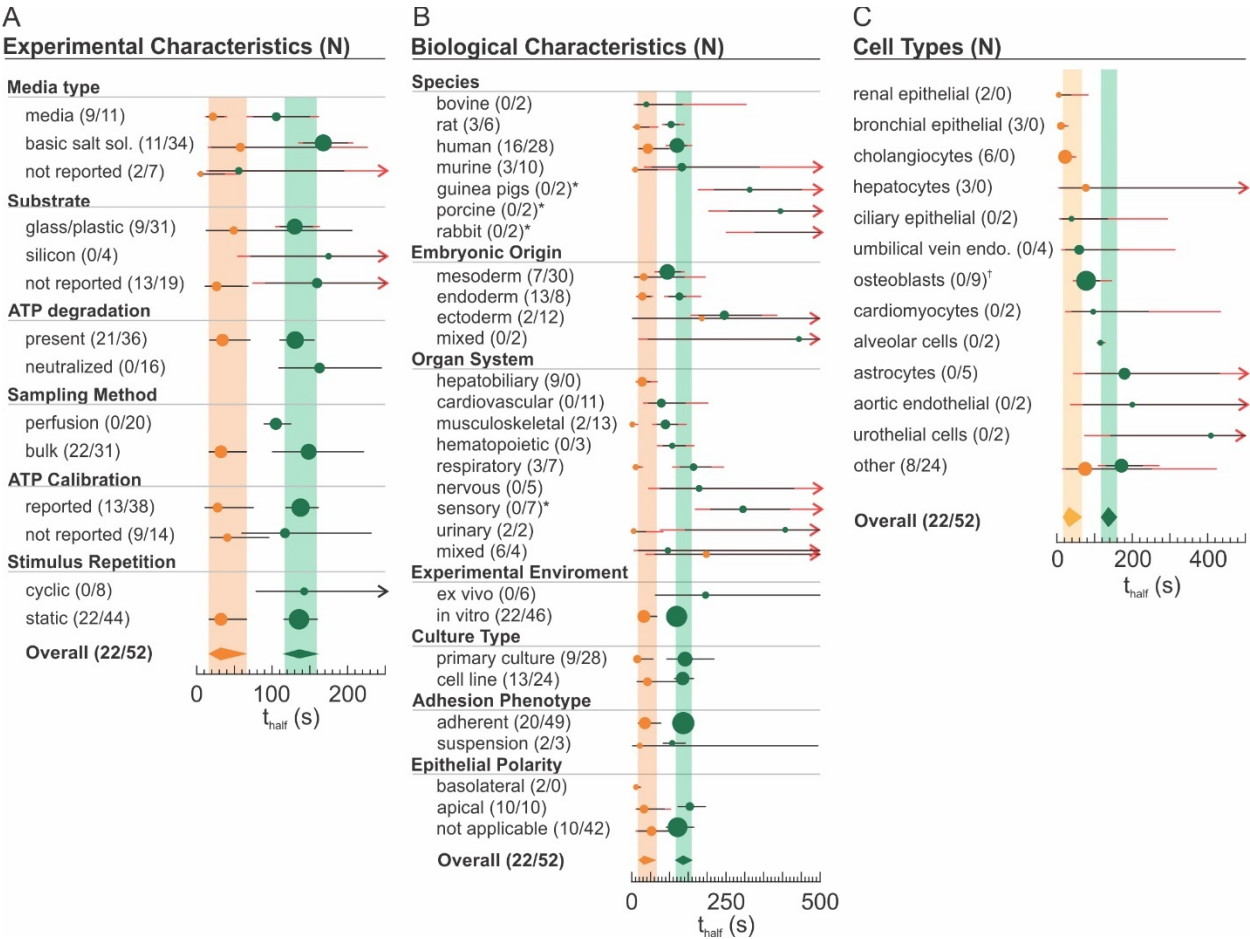 A
Experimental Characteristics (N)
Media type
media (9/11)
basic salt sol. (11/34)
not reported (2/7)
Substrate
glass/plastic (9/31)
silicon (0/4)
not reported (13/19)
ATP degradation
present (21/36)
neutralized (0/16)
Sampling Method
perfusion (0/20)
bulk (22/31)
ATP Calibration
reported (13/38)
not reported (9/14)
Stimulus Repetition
cyclic (0/8)
static (22/44)
Overall (22/52)
0 100 200
t_half (s)
B
Biological Characteristics (N)
Species
bovine (0/2)
rat (3/6)
human (16/28)
murine (3/10)
guinea pigs (0/2)*
porcine (0/2)*
rabbit (0/2)*
Embryonic Origin
mesoderm (7/30)
endoderm (13/8)
ectoderm (2/12)
mixed (0/2)
Organ System
hepatobiliary (9/0)
cardiovascular (0/11)
musculoskeletal (2/13)
hematopoietic (0/3)
respiratory (3/7)
nervous (0/5)
sensory (0/7)*
urinary (2/2)
mixed (6/4)
Experimental Enviroment
ex vivo (0/6)
in vitro (22/46)
Culture Type
primary culture (9/28)
cell line (13/24)
Adhesion Phenotype
adherent (20/49)
suspension (2/3)
Epithelial Polarity
basolateral (2/0)
apical (10/10)
not applicable (10/42)
Overall (22/52)
0 250 500
t_half (s)
C
Cell Types (N)
renal epithelial (2/0)
bronchial epithelial (3/0)
cholangiocytes (6/0)
hepatocytes (3/0)
ciliary epithelial (0/2)
umbilical vein endo. (0/4)
osteoblasts (0/9)†
cardiomyocytes (0/2)
alveolar cells (0/2)
astrocytes (0/5)
aortic endothelial (0/2)
urothelial cells (0/2)
other (8/24)
Overall (22/52)
0 200 400
t_half (s)